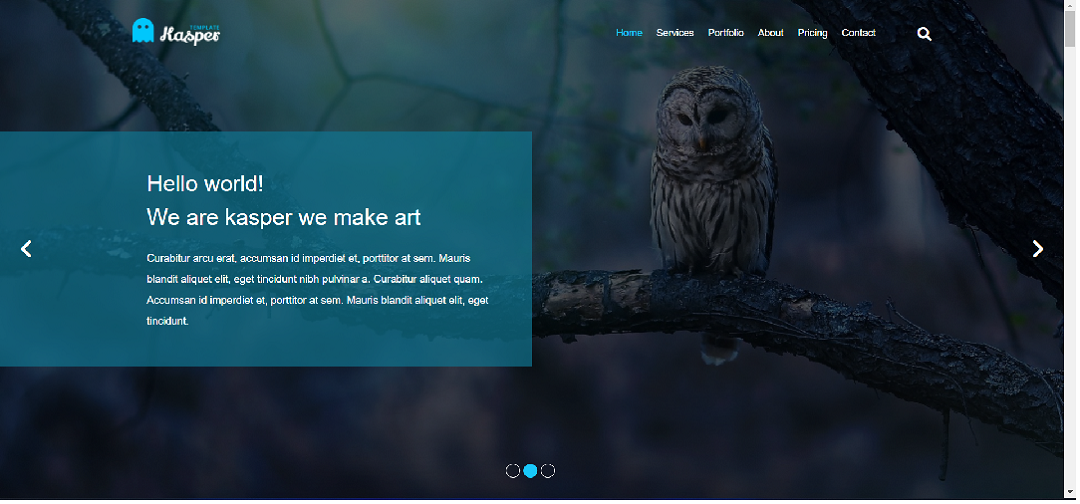 TEMPLATE
Kasper
Home Services Portfolio About Pricing Contact
Hello world!
We are kasper we make art
Curabitur arcu erat, accumsan id imperdiet et, porttitor at sem. Mauris
blandit aliquet elit, eget tincidunt nibh pulvinar a. Curabitur aliquet quam.
Accumsan id imperdiet et, porttitor at sem. Mauris blandit aliquet elit, eget
tincidunt.